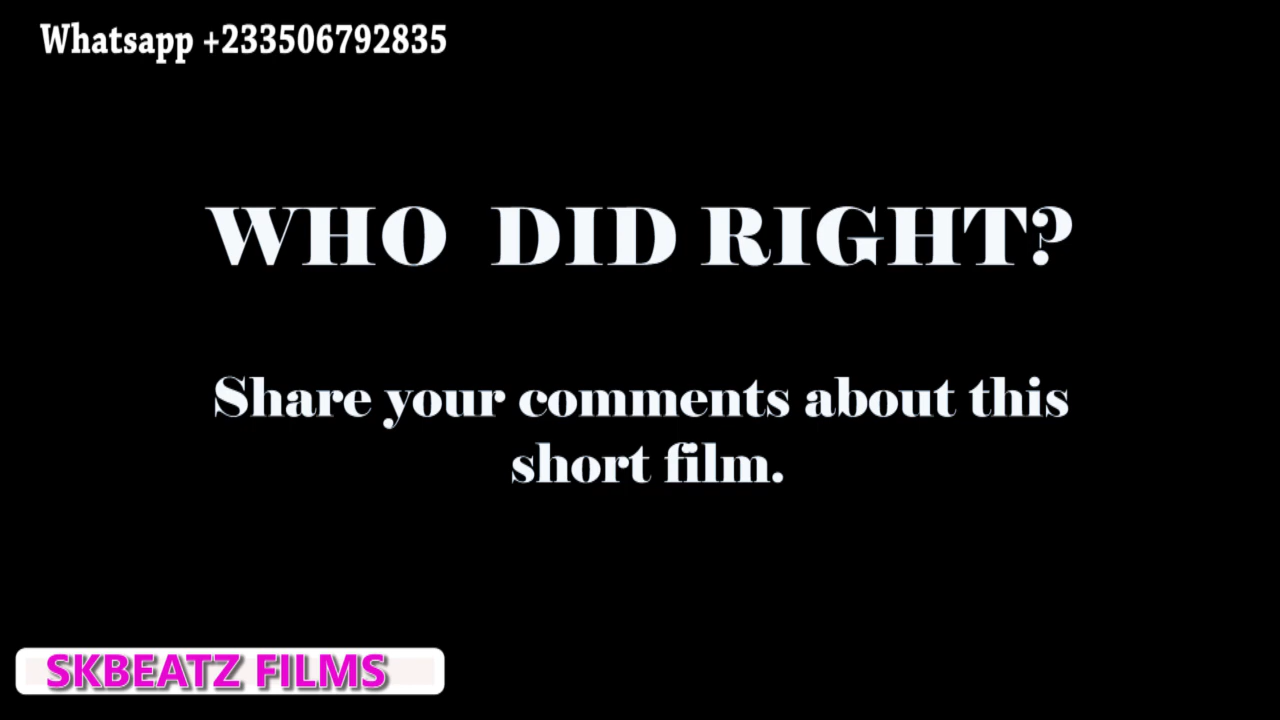 Whatsapp +233506792835
WHO DID RIGHT?
Share your comments about this
short film.
SKBEATZ FILMS